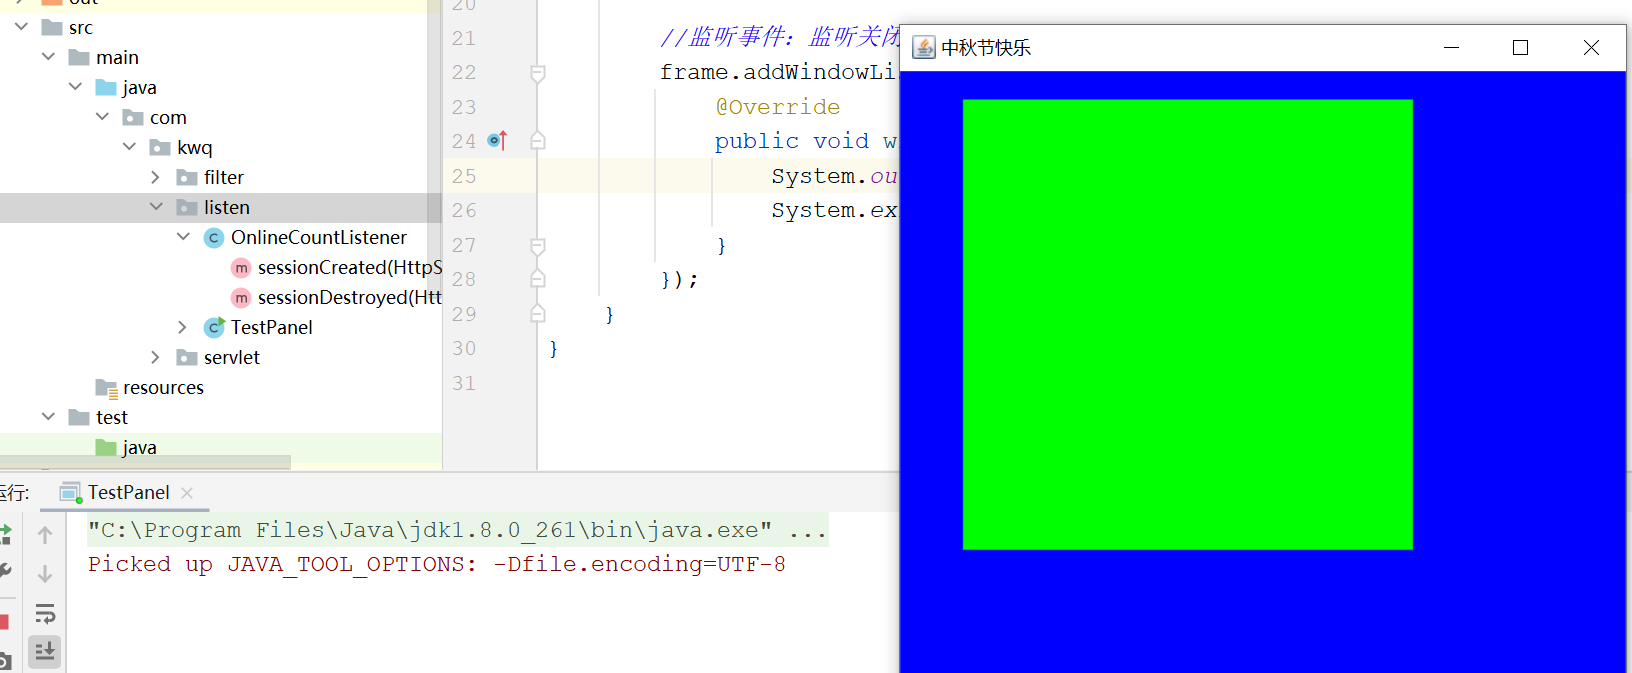 out
src
main
java
com
kwq
filter
listen
OnlineCountListener
sessionCreated(HttpS
sessionDestroyed(Htt
TestPanel
servlet
resources
test
java
20
21 //监听事件：监听关闭
22 frame.addWindowLi
23 @Override
24 public void w
25 System.ou
26 System.ex
27 }
28 });
29 }
30 }
31
中秋节快乐
运行: TestPanel
"C:\Program Files\Java\jdk1.8.0_261\bin\java.exe" ...
Picked up JAVA_TOOL_OPTIONS: -Dfile.encoding=UTF-8